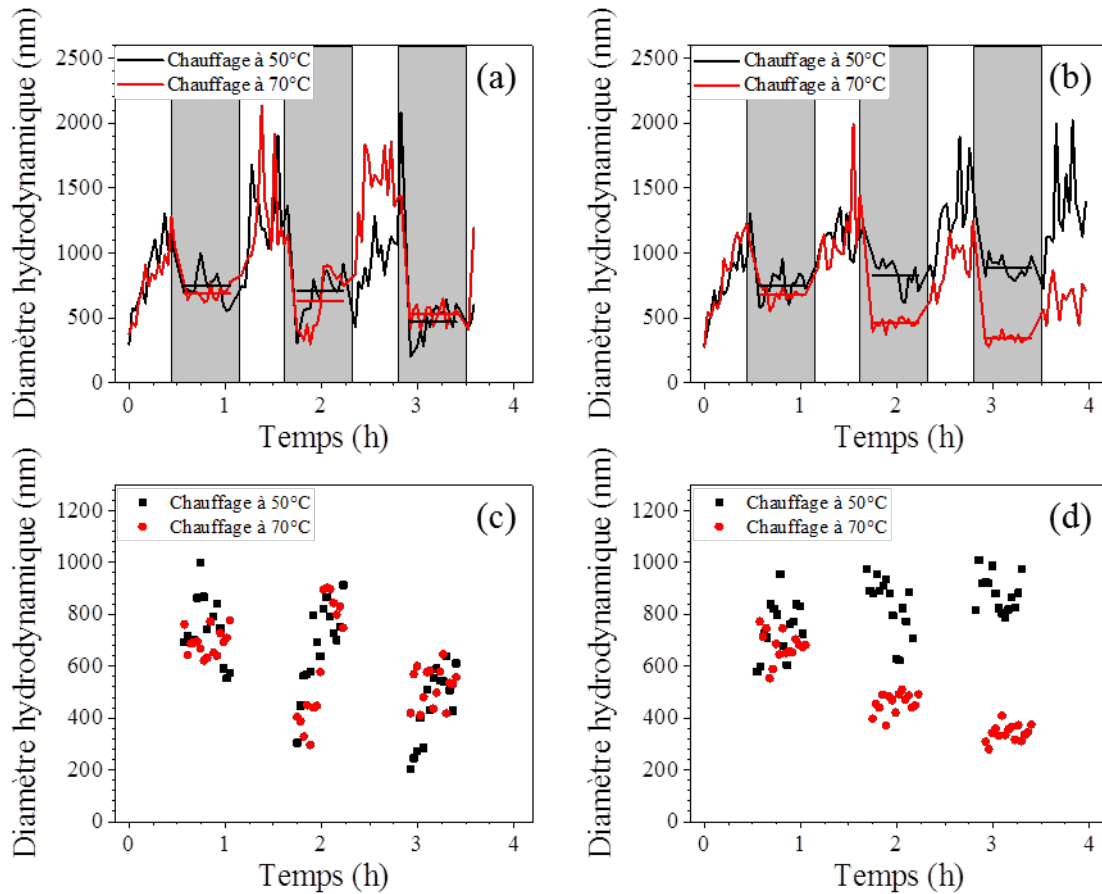 Chauffage à 50°C
Chauffage à 70°C
(a)
Diamètre hydrodynamique (nm)
2500
2000
1500
1000
500
0
0 1 2 3 4
Temps (h)
Chauffage à 50°C
Chauffage à 70°C
(b)
Diamètre hydrodynamique (nm)
2500
2000
1500
1000
500
0
0 1 2 3 4
Temps (h)
Chauffage à 50°C
Chauffage à 70°C
(c)
Diamètre hydrodynamique (nm)
1200
1000
800
600
400
200
0
0 1 2 3 4
Temps (h)
Chauffage à 50°C
Chauffage à 70°C
(d)
Diamètre hydrodynamique (nm)
1200
1000
800
600
400
200
0
0 1 2 3 4
Temps (h)